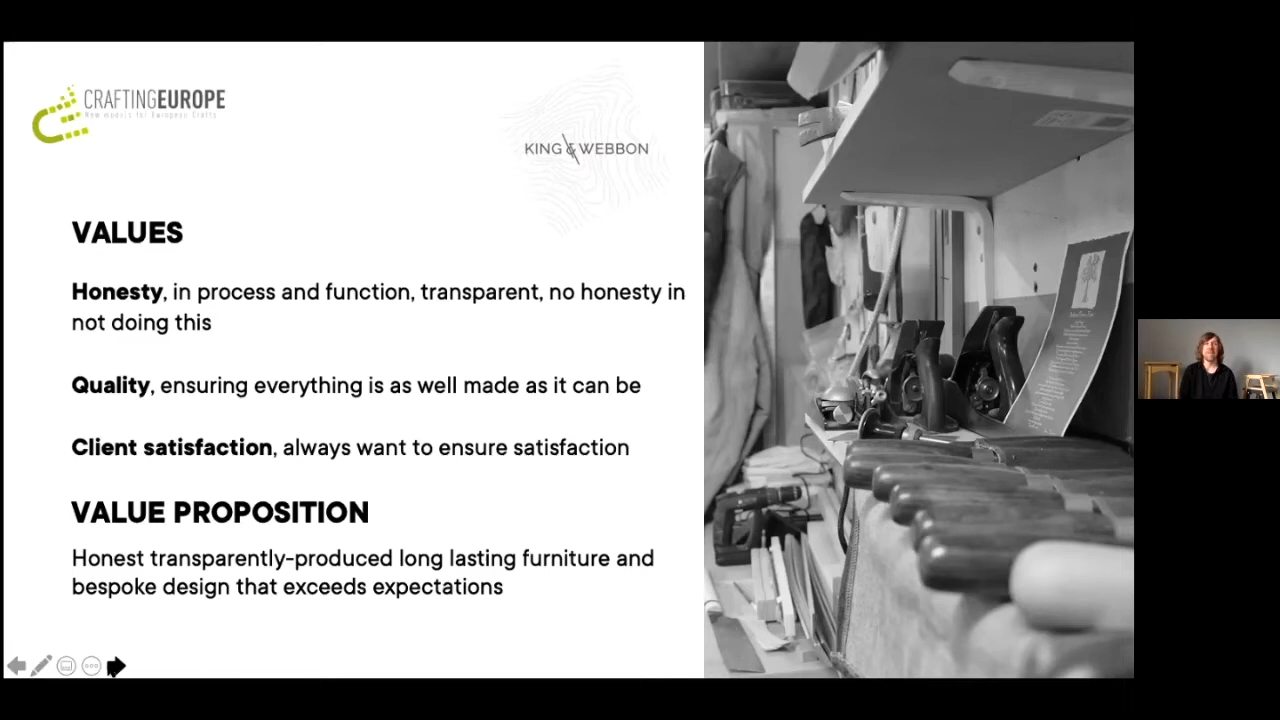 CRAFTINGEUROPE
New models for European Crafts
KING & WEBBON
VALUES
Honesty, in process and function, transparent, no honesty in
not doing this
Quality, ensuring everything is as well made as it can be
Client satisfaction, always want to ensure satisfaction
VALUE PROPOSITION
Honest transparently-produced long lasting furniture and
bespoke design that exceeds expectations